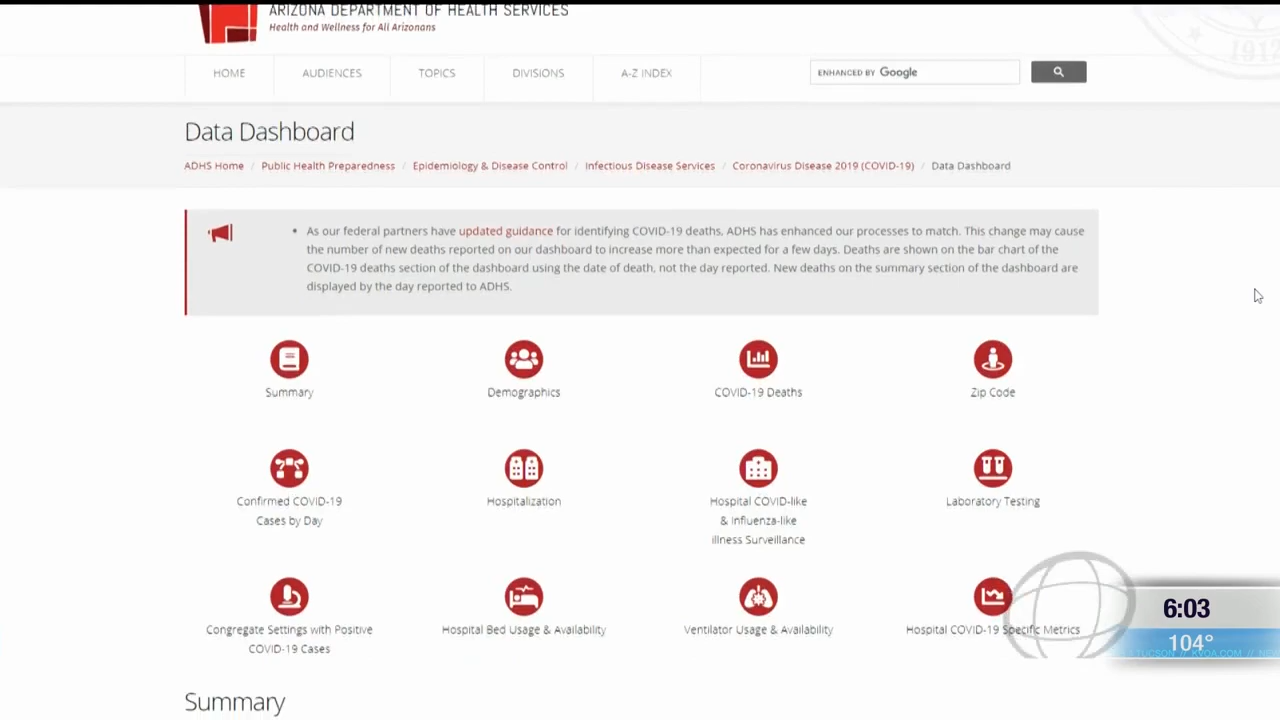 ARIZONA DEPARTMENT OF HEALTH SERVICES
Health and Wellness for All Arizonans
1912
HOME AUDIENCES TOPICS DIVISIONS A-Z INDEX ENHANCED BY Google
Data Dashboard
ADHS Home / Public Health Preparedness / Epidemiology & Disease Control / Infectious Disease Services / Coronavirus Disease 2019 (COVID-19) / Data Dashboard
• As our federal partners have updated guidance for identifying COVID-19 deaths, ADHS has enhanced our processes to match. This change may cause
the number of new deaths reported on our dashboard to increase more than expected for a few days. Deaths are shown on the bar chart of the
COVID-19 deaths section of the dashboard using the date of death, not the day reported. New deaths on the summary section of the dashboard are
displayed by the day reported to ADHS.
Summary Demographics COVID-19 Deaths Zip Code
Confirmed COVID-19
Cases by Day
Hospitalization
Hospital COVID-like
& Influenza-like
illness Surveillance
Laboratory Testing
Congregate Settings with Positive
COVID-19 Cases
Hospital Bed Usage & Availability
Ventilator Usage & Availability
Hospital COVID-19 Specific Metrics
6:03
104°
TUCSON // KVOA.COM //
Summary